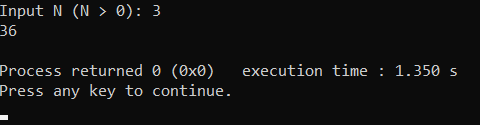 Input N (N > 0): 3
36
Process returned 0 (0x0)   execution time : 1.350 s
Press any key to continue.